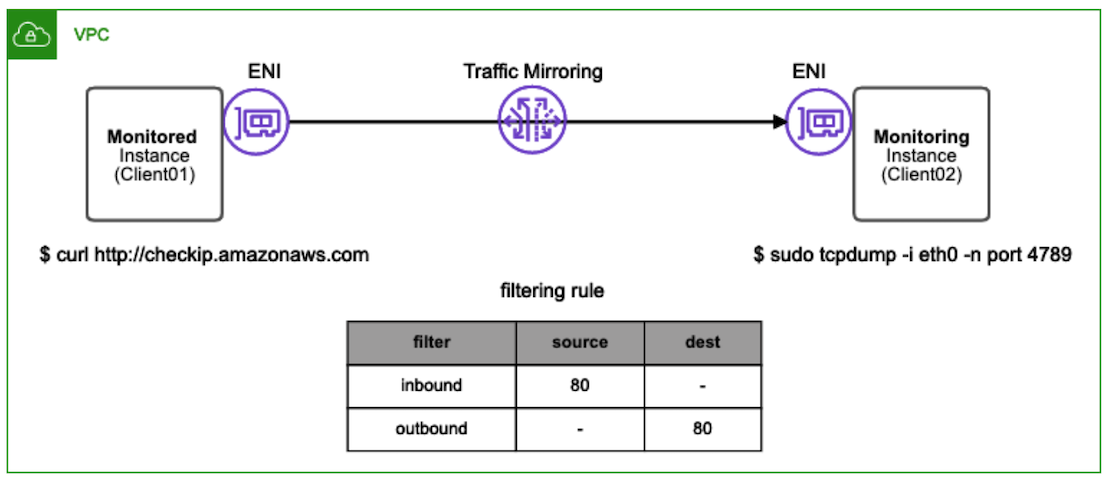 VPC
ENI
Traffic Mirroring
ENI
Monitored
Instance
(Client01)
Monitoring
Instance
(Client02)
$ curl http://checkip.amazonaws.com
$ sudo tcpdump -i eth0 -n port 4789
filtering rule
filter source dest
inbound 80 -
outbound - 80